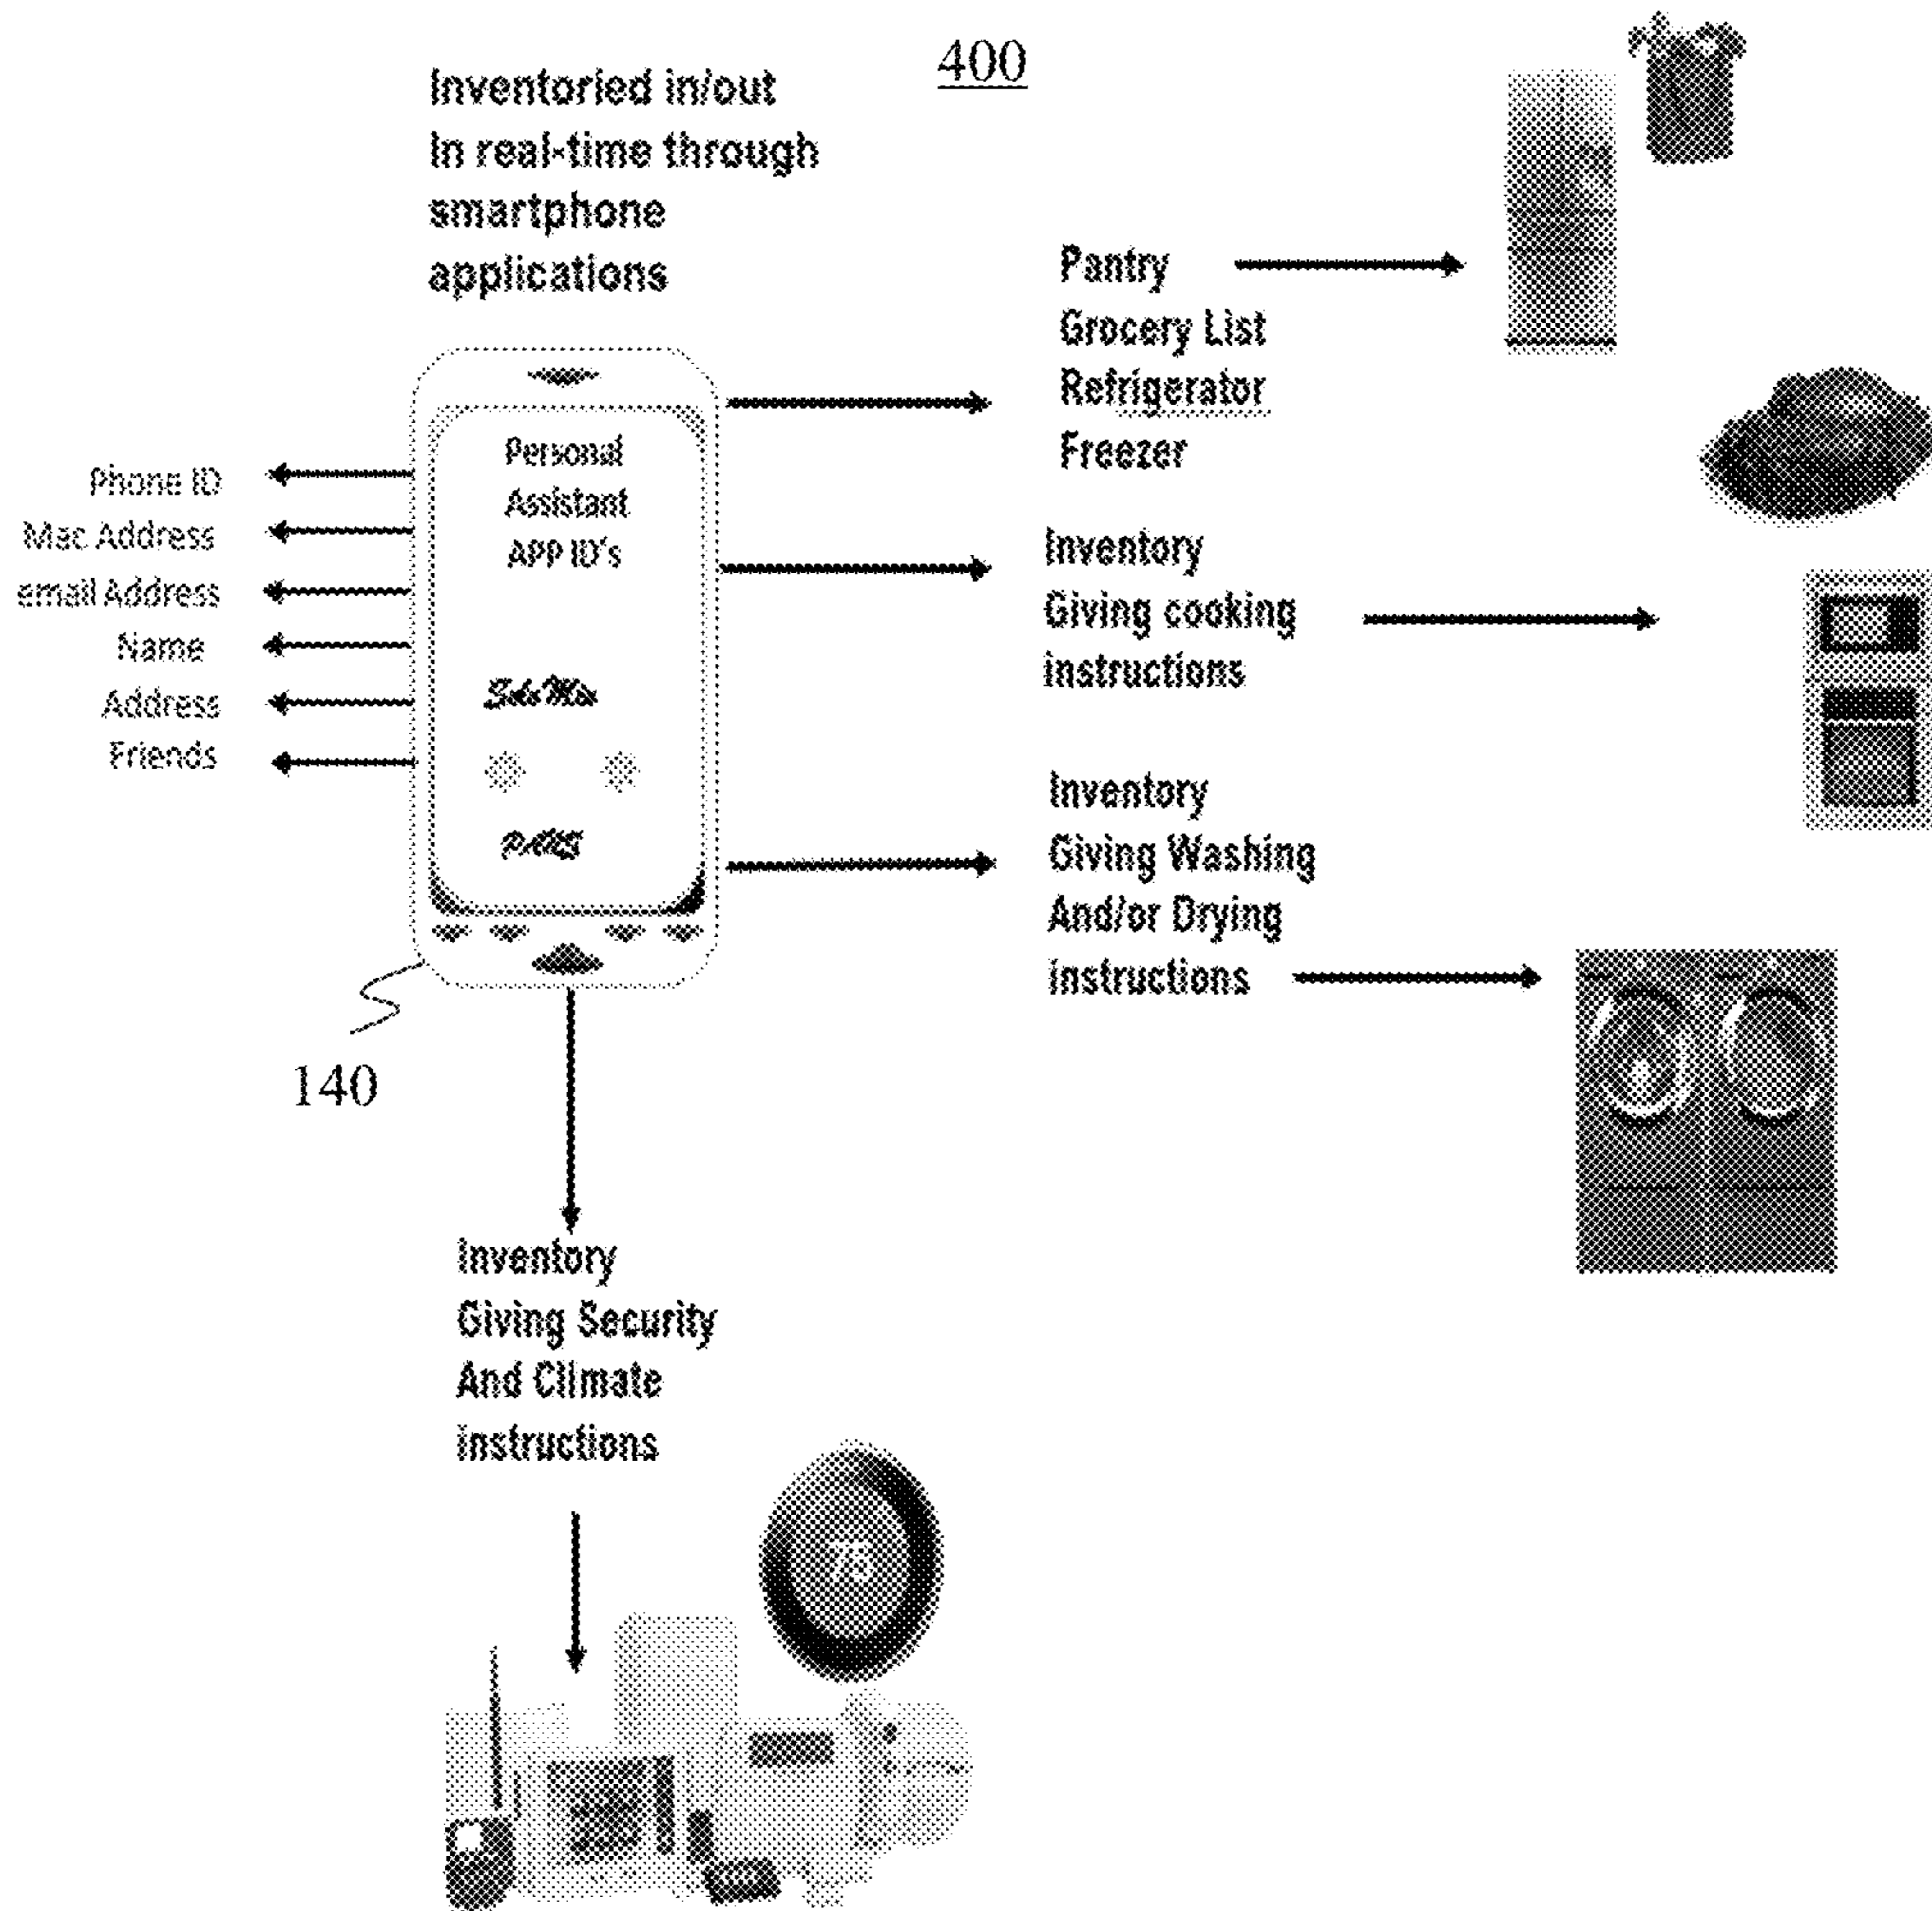 400
Inventoried in/out
In real-time through
smartphone
applications
Pantry
Grocery List
Refrigerator
Freezer
Personal
Assistant
APP ID's
Phone ID
Mac Address
email Address
Name
Address
Friends
Inventory
Giving cooking
instructions
Inventory
Giving Washing
And/or Drying
instructions
140
Inventory
Giving Security
And Climate
instructions